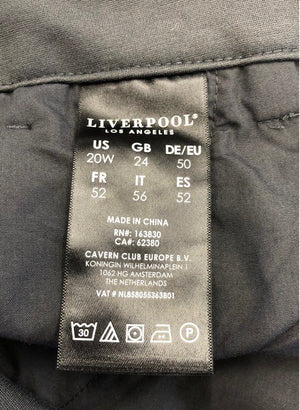 LIVERPOOL®
LOS ANGELES
US GB DE/EU
20W 24 50
FR IT ES
52 56 52
MADE IN CHINA
RN#: 163830
CA#: 62380
CAVERN CLUB EUROPE B.V.
KONINGIN WILHELMINAPLEIN 1
1062 HG AMSTERDAM
THE NETHERLANDS
VAT # NL858055363B01
30 P